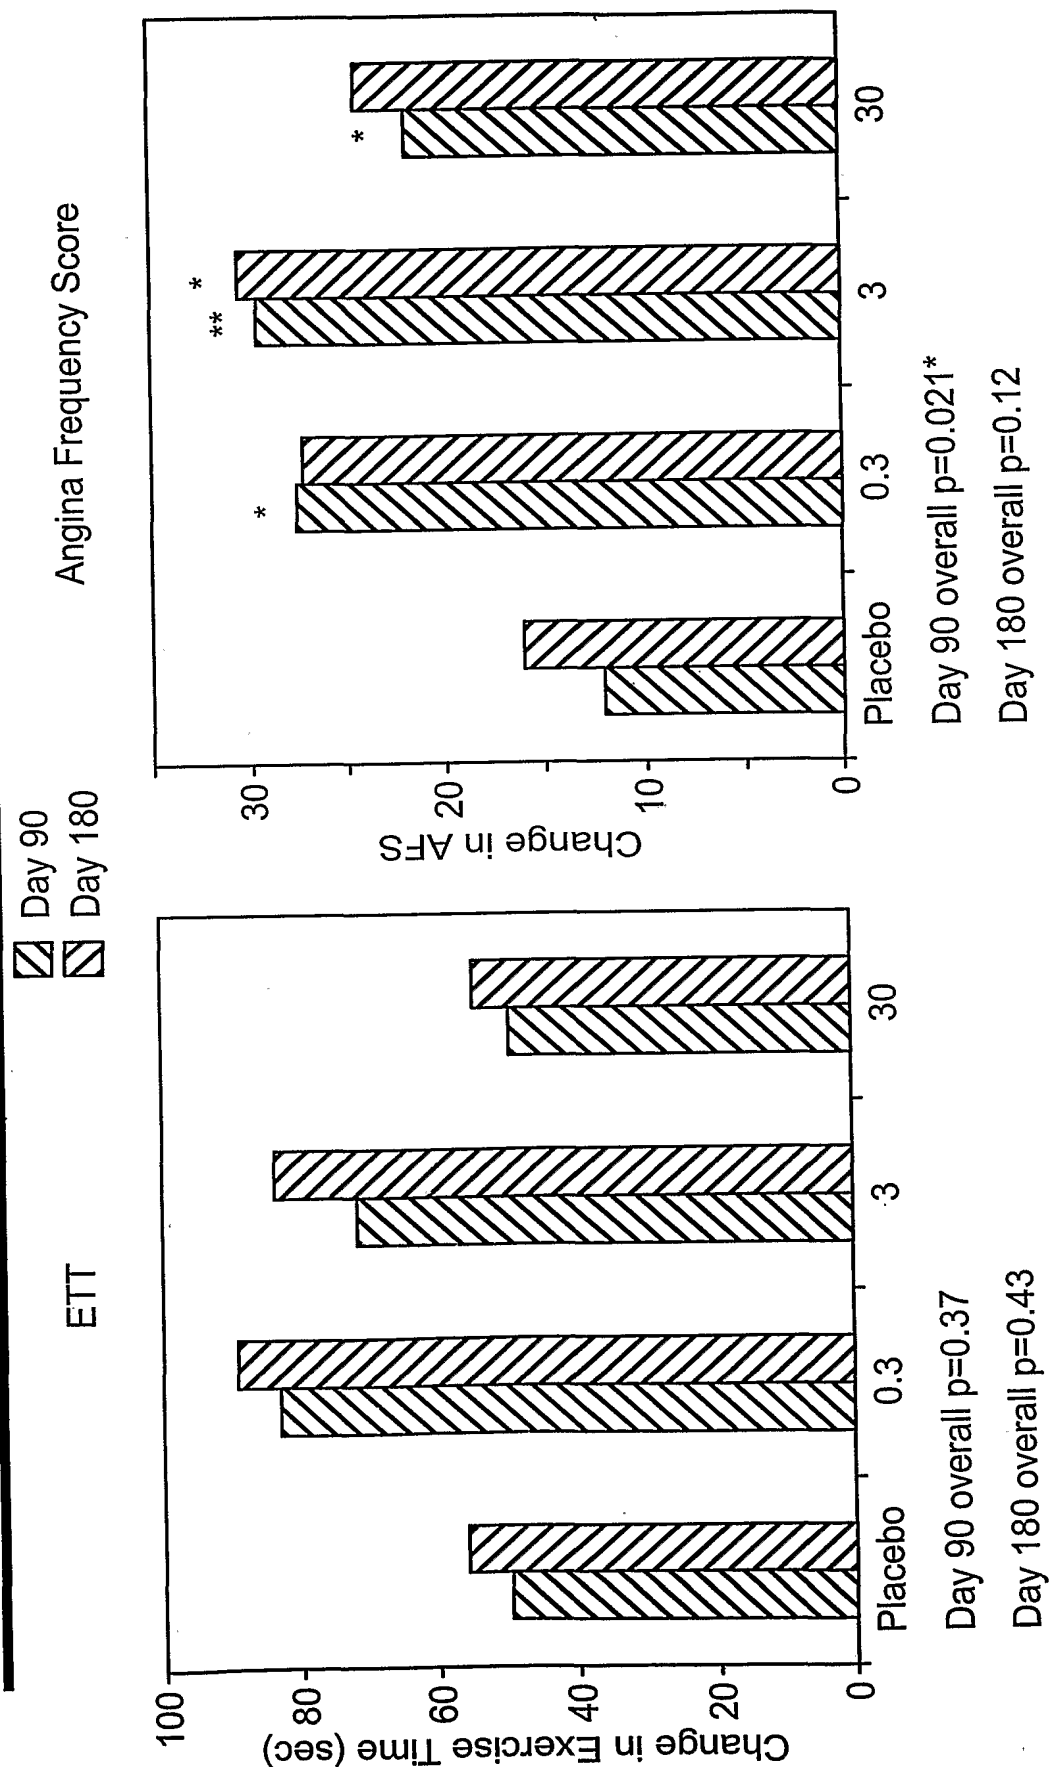 Day 90
Day 180
ETT
Change in Exercise Time (sec)
100
80
60
40
20
0
Placebo
0.3
3
30
Day 90 overall p=0.37
Day 180 overall p=0.43
Angina Frequency Score
Change in AFS
30
20
10
0
*
**
*
*
Placebo
0.3
3
30
Day 90 overall p=0.021*
Day 180 overall p=0.12